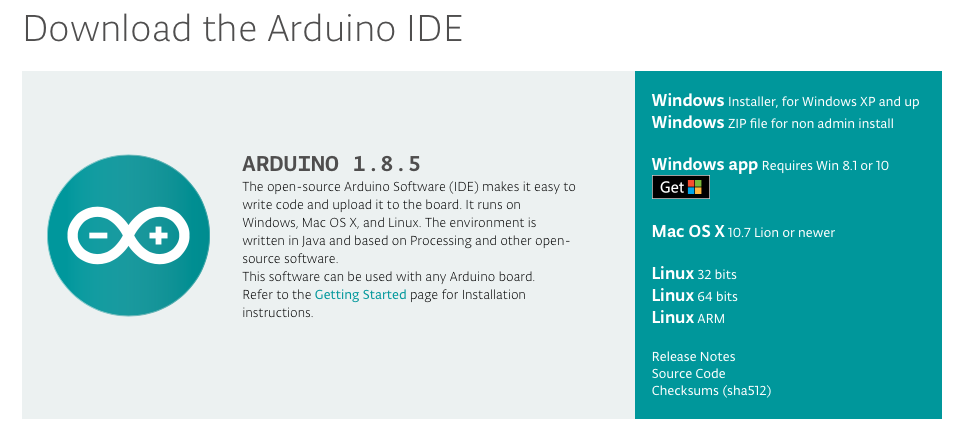 Download the Arduino IDE
ARDUINO 1.8.5
The open-source Arduino Software (IDE) makes it easy to
write code and upload it to the board. It runs on
Windows, Mac OS X, and Linux. The environment is
written in Java and based on Processing and other open-
source software.
This software can be used with any Arduino board.
Refer to the Getting Started page for Installation
instructions.
Windows Installer, for Windows XP and up
Windows ZIP file for non admin install
Windows app Requires Win 8.1 or 10
Get
Mac OS X 10.7 Lion or newer
Linux 32 bits
Linux 64 bits
Linux ARM
Release Notes
Source Code
Checksums (sha512)